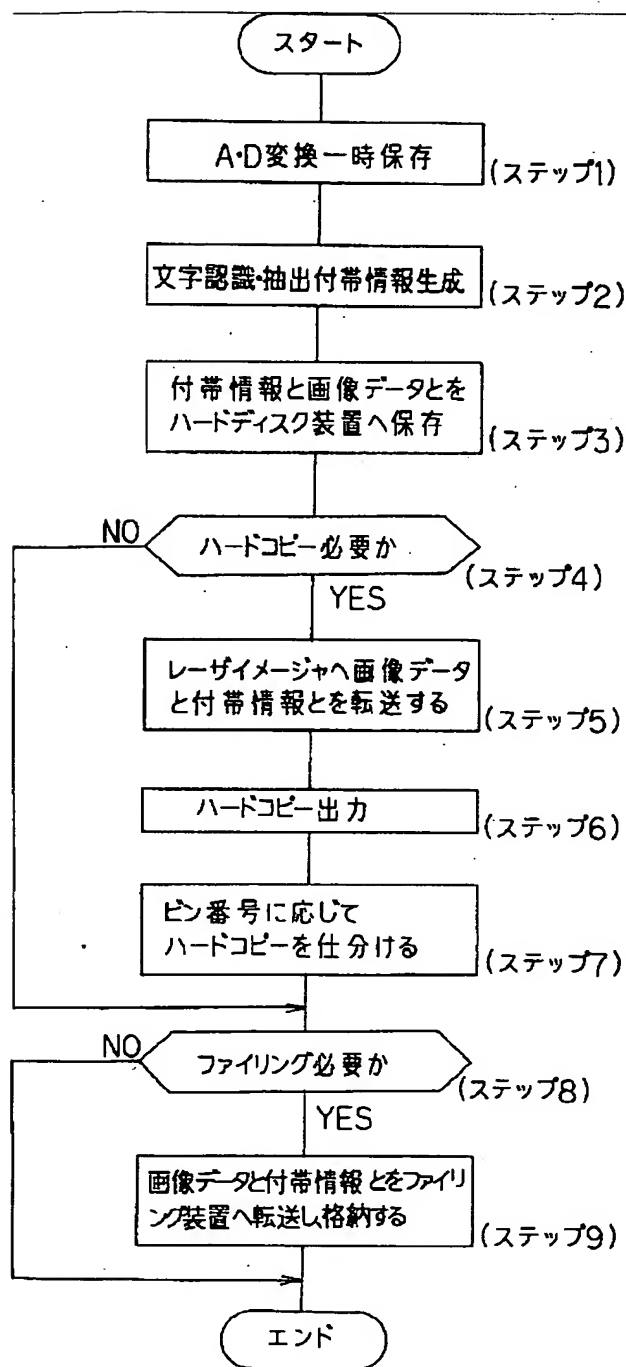 スタート
A・D変換一時保存
(ステップ1)
文字認識・抽出付帯情報生成
(ステップ2)
付帯情報と画像データとを
ハードディスク装置へ保存
(ステップ3)
NO
ハードコピー必要か
(ステップ4)
YES
レーザイメージャへ画像データ
と付帯情報とを転送する
(ステップ5)
ハードコピー出力
(ステップ6)
ビン番号に応じて
ハードコピーを仕分ける
(ステップ7)
NO
ファイリング必要か
(ステップ8)
YES
画像データと付帯情報とをファイリ
ング装置へ転送し格納する
(ステップ9)
エンド